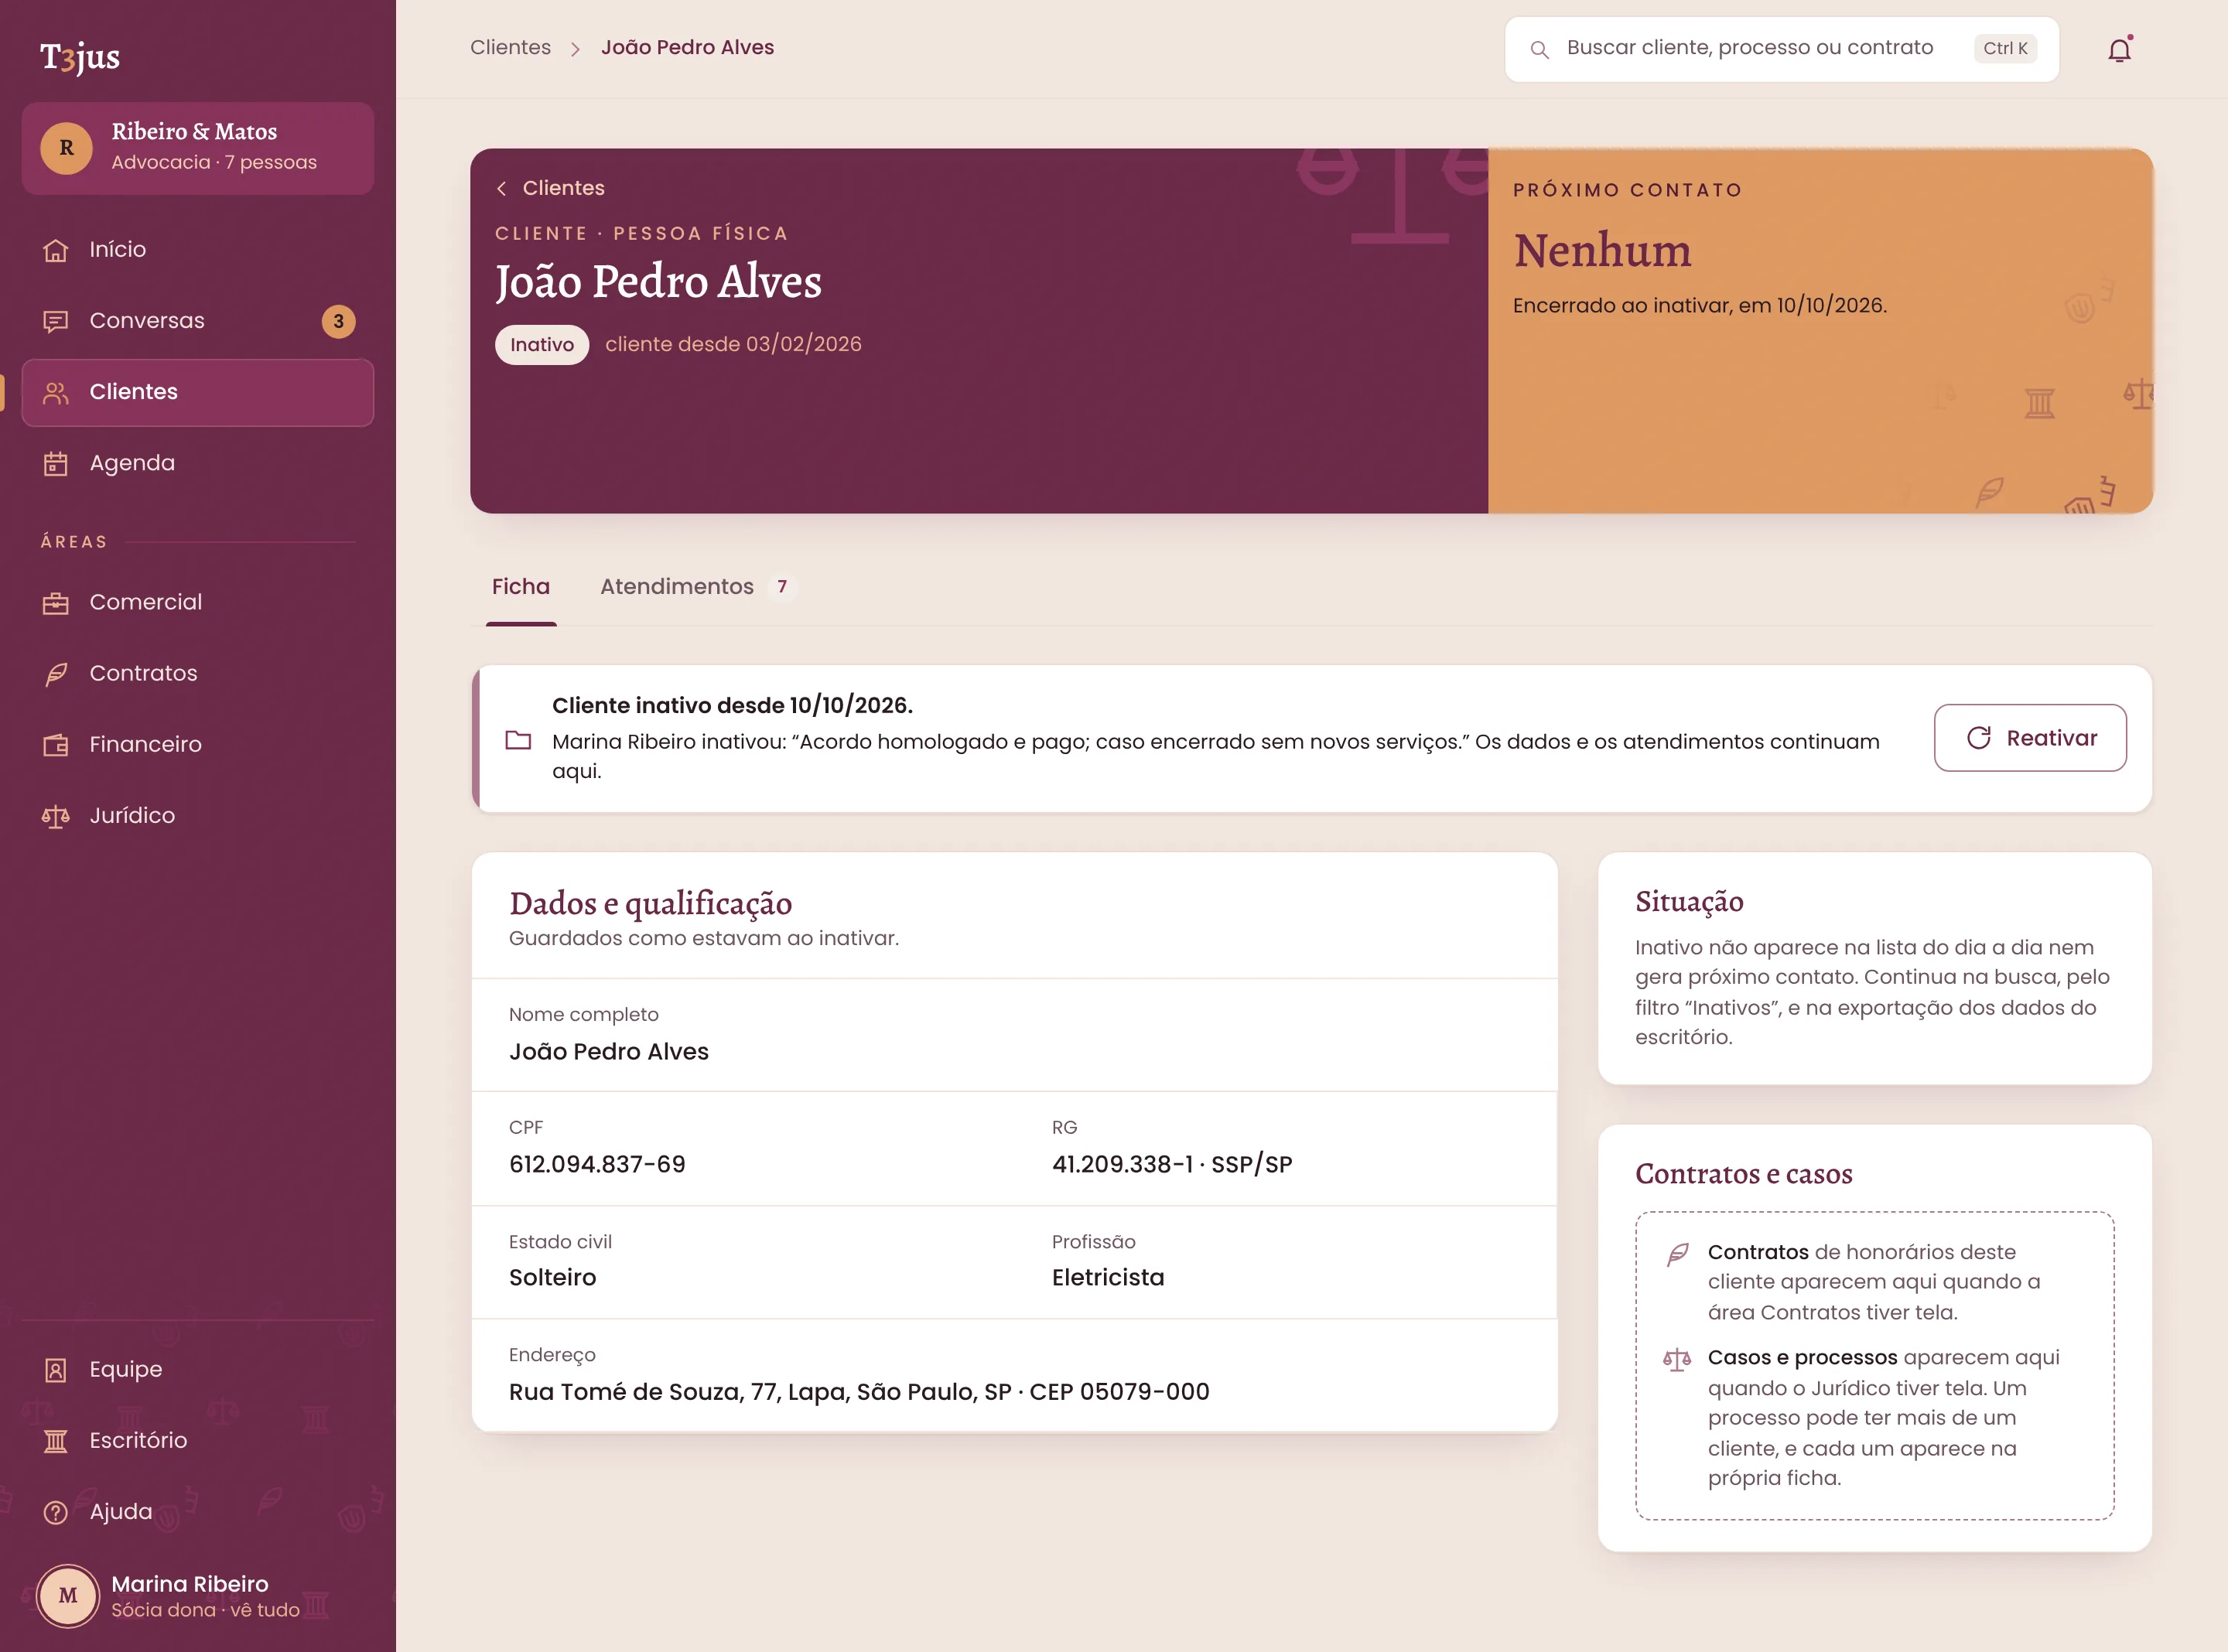 T3jus
R
Ribeiro & Matos
Advocacia · 7 pessoas
Início
Conversas
3
Clientes
Agenda
ÁREAS
Comercial
Contratos
Financeiro
Jurídico
Equipe
Escritório
Ajuda
M
Marina Ribeiro
Sócia dona · vê tudo
Clientes
João Pedro Alves
Buscar cliente, processo ou contrato
Ctrl K
Clientes
CLIENTE · PESSOA FÍSICA
João Pedro Alves
Inativo
cliente desde 03/02/2026
PRÓXIMO CONTATO
Nenhum
Encerrado ao inativar, em 10/10/2026.
Ficha
Atendimentos
7
Cliente inativo desde 10/10/2026.
Marina Ribeiro inativou: “Acordo homologado e pago; caso encerrado sem novos serviços.” Os dados e os atendimentos continuam
aqui.
Reativar
Dados e qualificação
Guardados como estavam ao inativar.
Nome completo
João Pedro Alves
CPF
612.094.837-69
RG
41.209.338-1 · SSP/SP
Estado civil
Solteiro
Profissão
Eletricista
Endereço
Rua Tomé de Souza, 77, Lapa, São Paulo, SP · CEP 05079-000
Situação
Inativo não aparece na lista do dia a dia nem
gera próximo contato. Continua na busca, pelo
filtro “Inativos”, e na exportação dos dados do
escritório.
Contratos e casos
Contratos de honorários deste
cliente aparecem aqui quando a
área Contratos tiver tela.
Casos e processos aparecem aqui
quando o Jurídico tiver tela. Um
processo pode ter mais de um
cliente, e cada um aparece na
própria ficha.